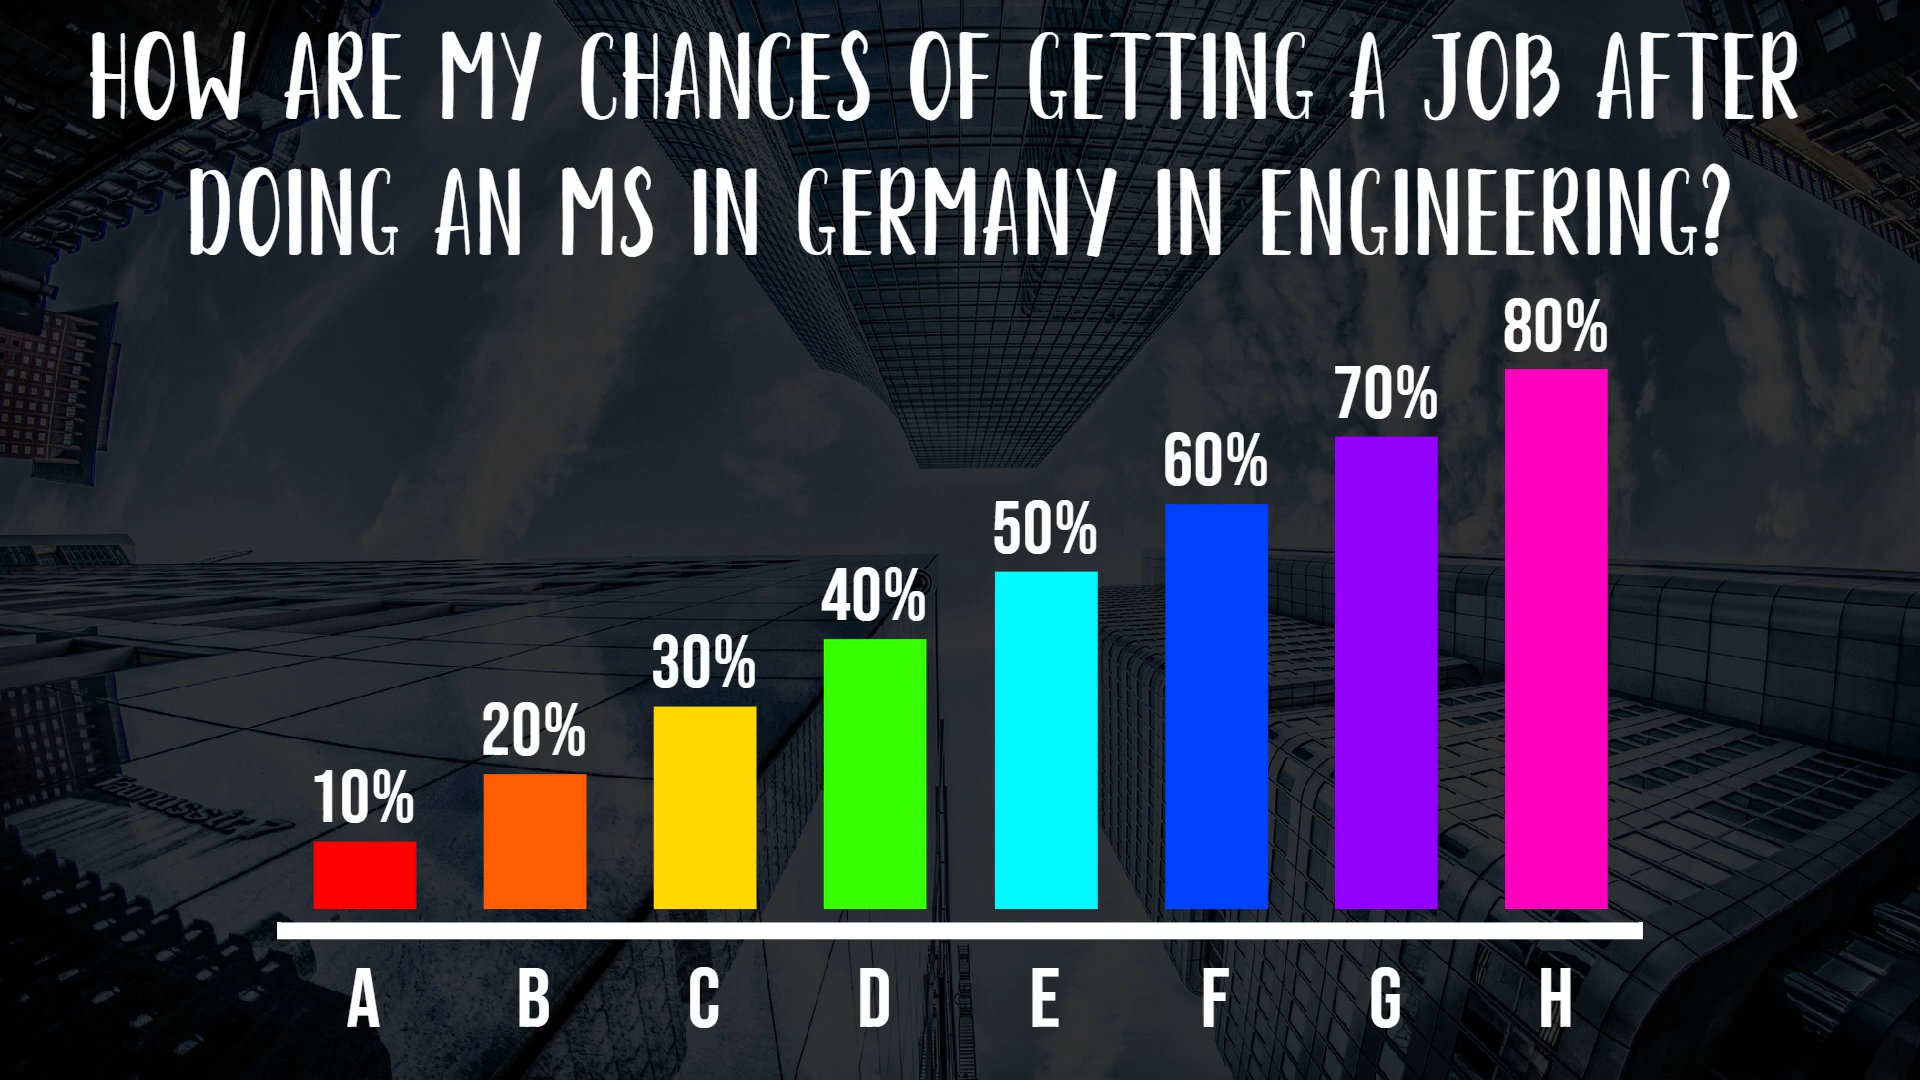 HOW ARE MY CHANCES OF GETTING A JOB AFTER
DOING AN MS IN GERMANY IN ENGINEERING?
10%
20%
30%
40%
50%
60%
70%
80%
A B C D E F G H